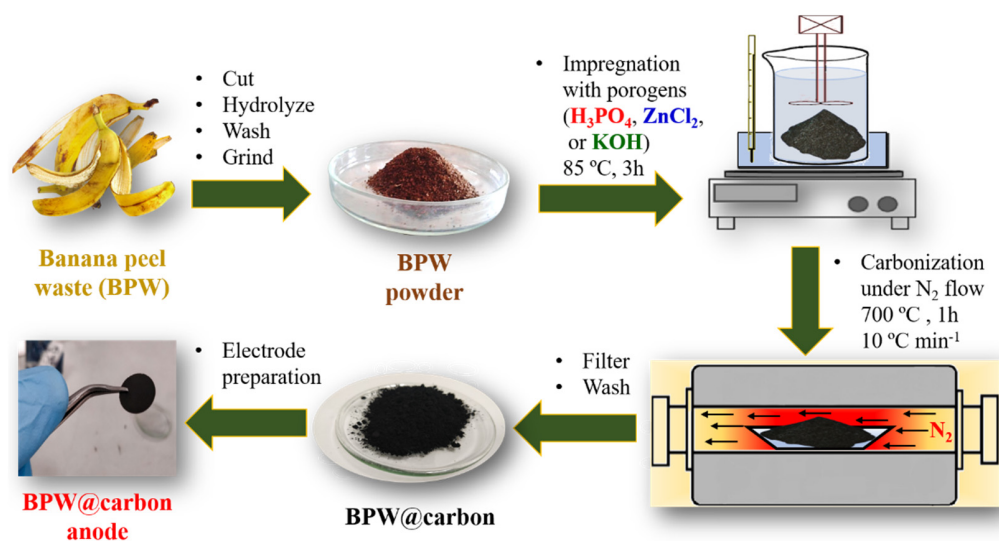 • Cut
• Hydrolyze
• Wash
• Grind
Banana peel
waste (BPW)
BPW
powder
• Impregnation
with porogens
(H₃PO₄, ZnCl₂,
or KOH)
85 ºC, 3h
• Carbonization
under N₂ flow
700 ºC , 1h
10 ºC min⁻¹
N₂
• Filter
• Wash
BPW@carbon
• Electrode
preparation
BPW@carbon
anode